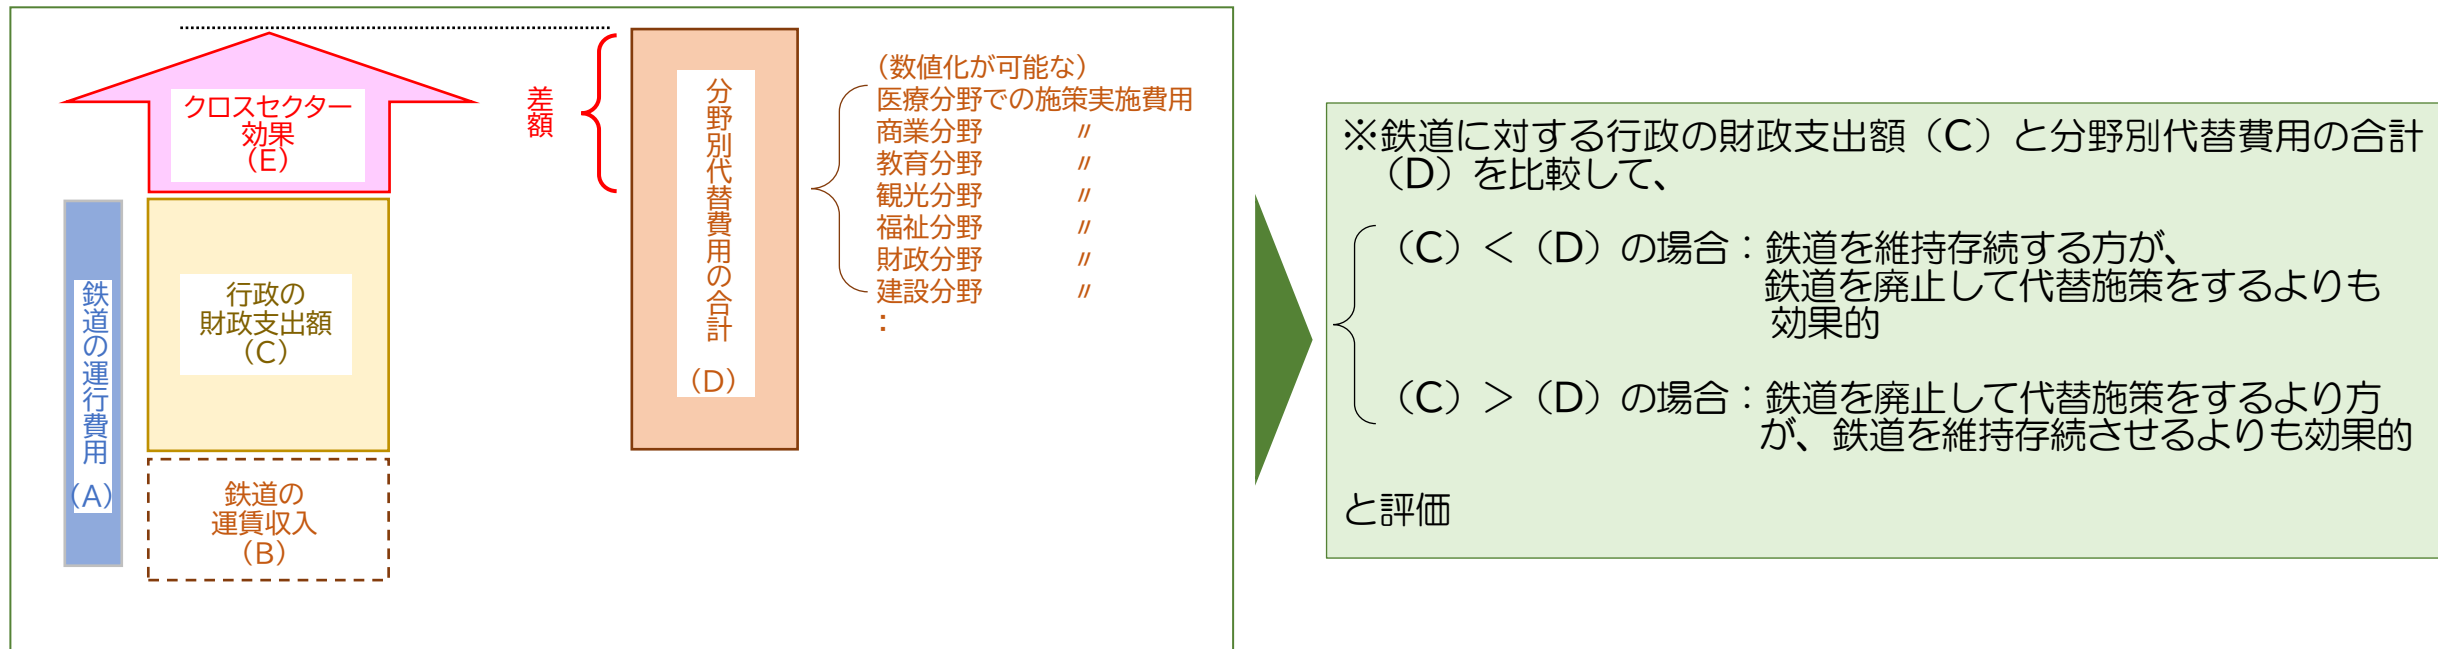 クロスセクター
効果
（E）
差額
鉄道の運行費用（A）
行政の
財政支出額
（C）
鉄道の
運賃収入
（B）
分野別代替費用の合計（D）
（数値化が可能な）
医療分野での施策実施費用
商業分野　〃
教育分野　〃
観光分野　〃
福祉分野　〃
財政分野　〃
建設分野　〃
：
※鉄道に対する行政の財政支出額（C）と分野別代替費用の合計
（D）を比較して、
（C）＜（D）の場合：鉄道を維持存続する方が、
鉄道を廃止して代替施策をするよりも
効果的
（C）＞（D）の場合：鉄道を廃止して代替施策をするより方
が、鉄道を維持存続させるよりも効果的
と評価